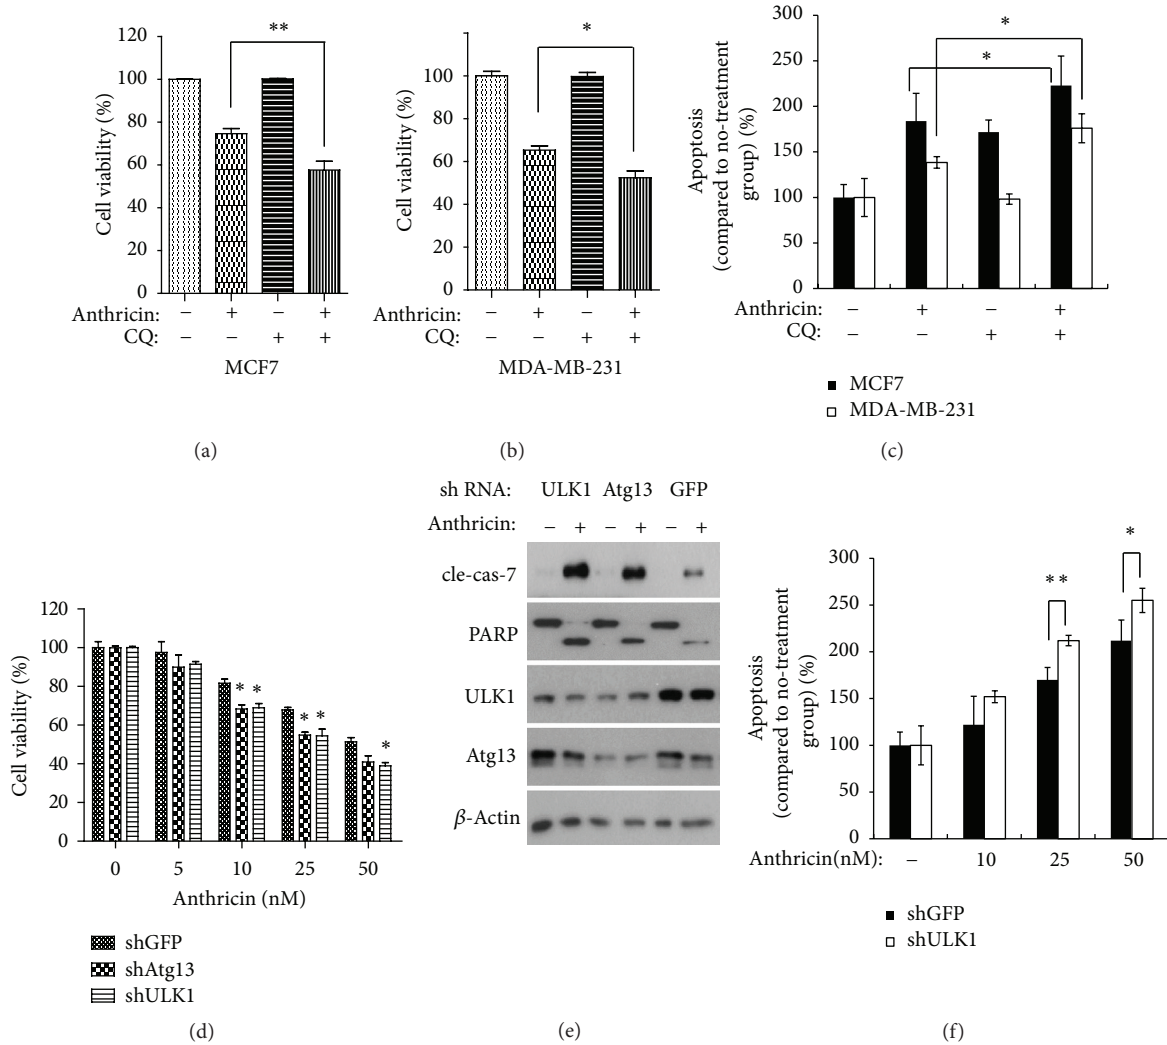 120
100
80
60
40
20
0
Cell viability (%)
**
Anthricin: − + − +
CQ: − − + +
MCF7
(a)
120
100
80
60
40
20
0
Cell viability (%)
*
− + − +
CQ: − − + +
MDA-MB-231
(b)
300
250
200
150
100
50
0
Apoptosis
(compared to no-treatment
group) (%)
*
*
Anthricin: − + − +
CQ: − − + +
MCF7
MDA-MB-231
(c)
120
100
80
60
40
20
0
Cell viability (%)
* *
* *
*
0 5 10 25 50
Anthricin (nM)
shGFP
shAtg13
shULK1
(d)
sh RNA: ULK1 Atg13 GFP
Anthricin: − + − + − +
cle-cas-7
PARP
ULK1
Atg13
β-Actin
(e)
300
250
200
150
100
50
0
Apoptosis
(compared to no-treatment
group) (%)
**
*
Anthricin(nM): − 10 25 50
shGFP
shULK1
(f)